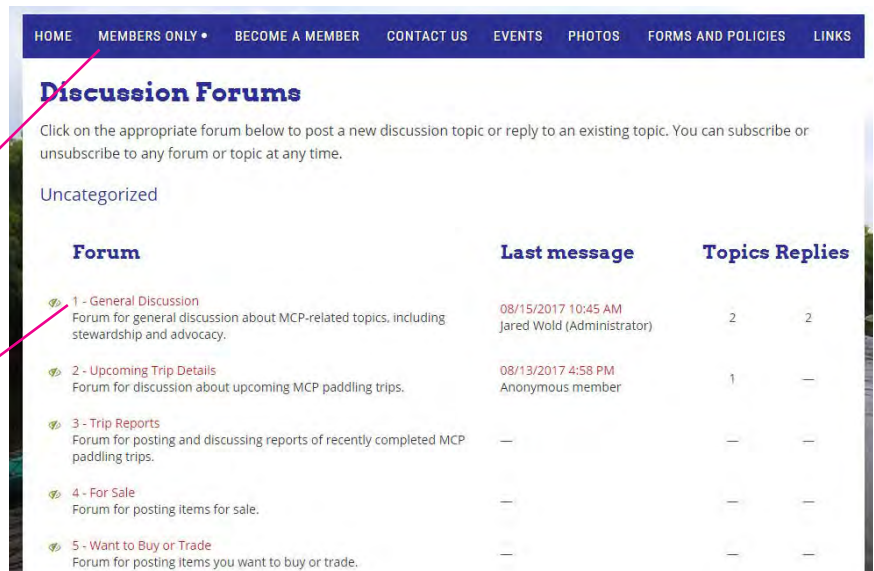 HOME MEMBERS ONLY • BECOME A MEMBER CONTACT US EVENTS PHOTOS FORMS AND POLICIES LINKS
Discussion Forums
Click on the appropriate forum below to post a new discussion topic or reply to an existing topic. You can subscribe or
unsubscribe to any forum or topic at any time.
Uncategorized
Forum Last message Topics Replies
1 - General Discussion
Forum for general discussion about MCP-related topics, including
stewardship and advocacy.
08/15/2017 10:45 AM
Jared Wold (Administrator)
2 2
2 - Upcoming Trip Details
Forum for discussion about upcoming MCP paddling trips.
08/13/2017 4:58 PM
Anonymous member
1 —
3 - Trip Reports
Forum for posting and discussing reports of recently completed MCP
paddling trips.
— — —
4 - For Sale
Forum for posting items for sale.
— — —
5 - Want to Buy or Trade
Forum for posting items you want to buy or trade.
— — —